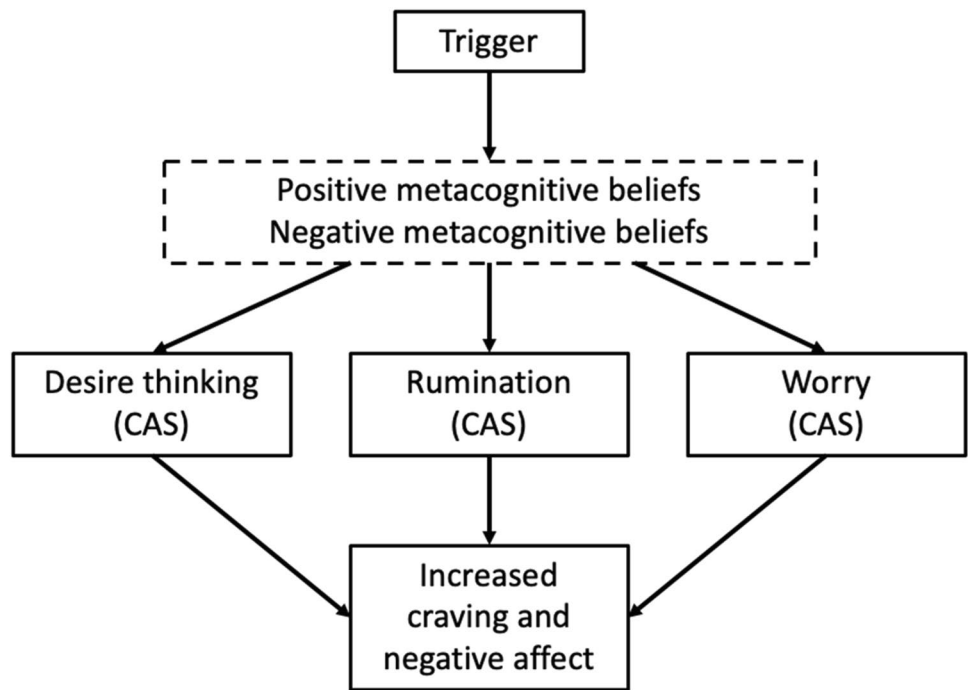 Trigger
Positive metacognitive beliefs
Negative metacognitive beliefs
Desire thinking
(CAS)
Rumination
(CAS)
Worry
(CAS)
Increased
craving and
negative affect